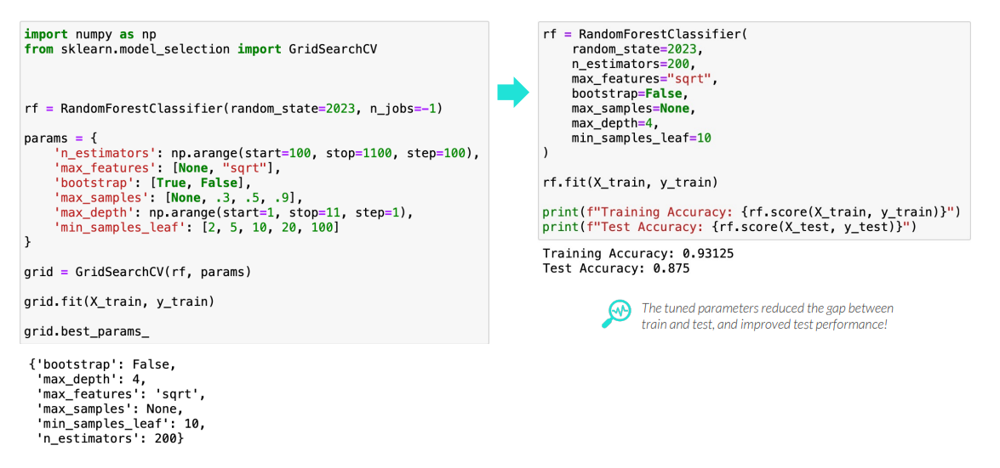 import numpy as np
from sklearn.model_selection import GridSearchCV
rf = RandomForestClassifier(random_state=2023, n_jobs=-1)
params = {
    'n_estimators': np.arange(start=100, stop=1100, step=100),
    'max_features': [None, "sqrt"],
    'bootstrap': [True, False],
    'max_samples': [None, .3, .5, .9],
    'max_depth': np.arange(start=1, stop=11, step=1),
    'min_samples_leaf': [2, 5, 10, 20, 100]
}
grid = GridSearchCV(rf, params)
grid.fit(X_train, y_train)
grid.best_params_
{'bootstrap': False,
 'max_depth': 4,
 'max_features': 'sqrt',
 'max_samples': None,
 'min_samples_leaf': 10,
 'n_estimators': 200}
rf = RandomForestClassifier(
    random_state=2023,
    n_estimators=200,
    max_features="sqrt",
    bootstrap=False,
    max_samples=None,
    max_depth=4,
    min_samples_leaf=10
)
rf.fit(X_train, y_train)
print(f"Training Accuracy: {rf.score(X_train, y_train)}")
print(f"Test Accuracy: {rf.score(X_test, y_test)}")
Training Accuracy: 0.93125
Test Accuracy: 0.875
The tuned parameters reduced the gap between
train and test, and improved test performance!